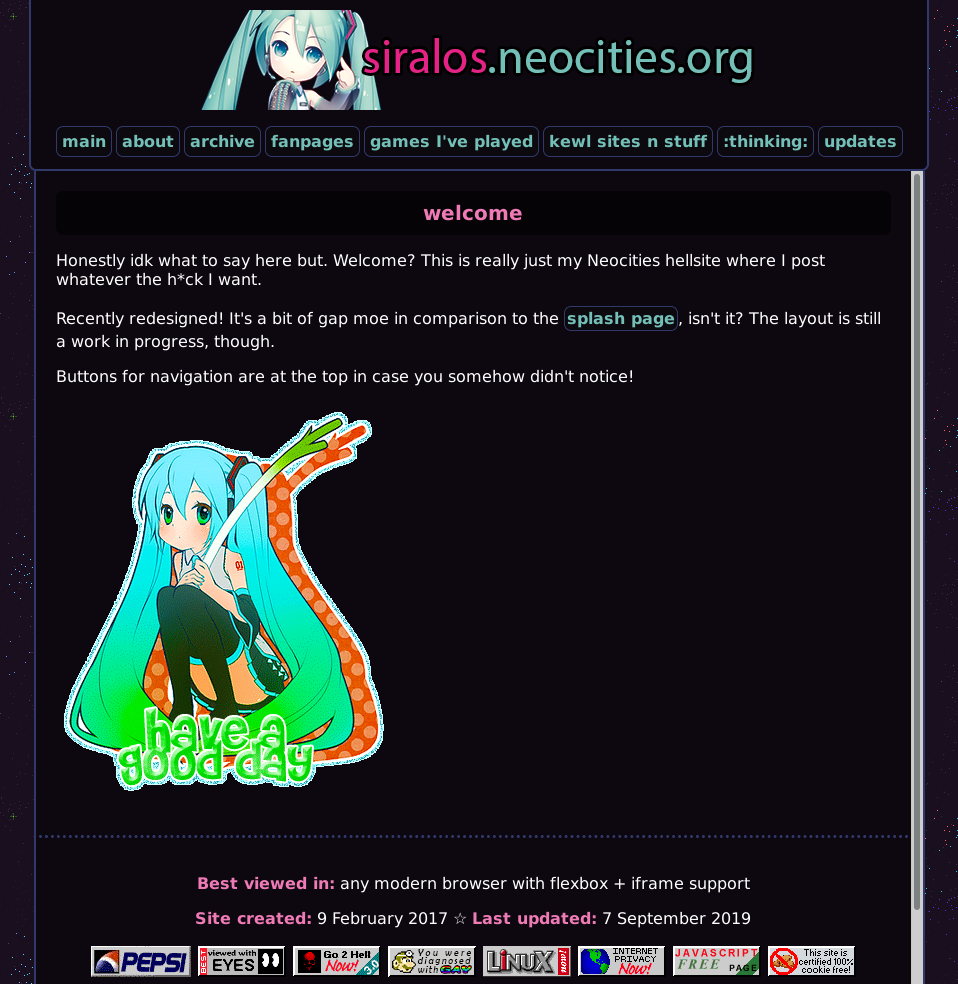 siralos.neocities.org
main about archive fanpages games I've played kewl sites n stuff :thinking: updates
welcome
Honestly idk what to say here but. Welcome? This is really just my Neocities hellsite where I post
whatever the h*ck I want.
Recently redesigned! It's a bit of gap moe in comparison to the splash page, isn't it? The layout is still
a work in progress, though.
Buttons for navigation are at the top in case you somehow didn't notice!
01
have a
good day
Best viewed in: any modern browser with flexbox + iframe support
Site created: 9 February 2017 ☆ Last updated: 7 September 2019
PEPSI
BEST viewed with
EYES
Go 2 Hell
Now! 3.0
You were
diagnosed
with GAY
LinuX now!
INTERNET
PRIVACY
Now!
JAVASCRIPT
FREE PAGE
This site is
certified 100%
cookie free!